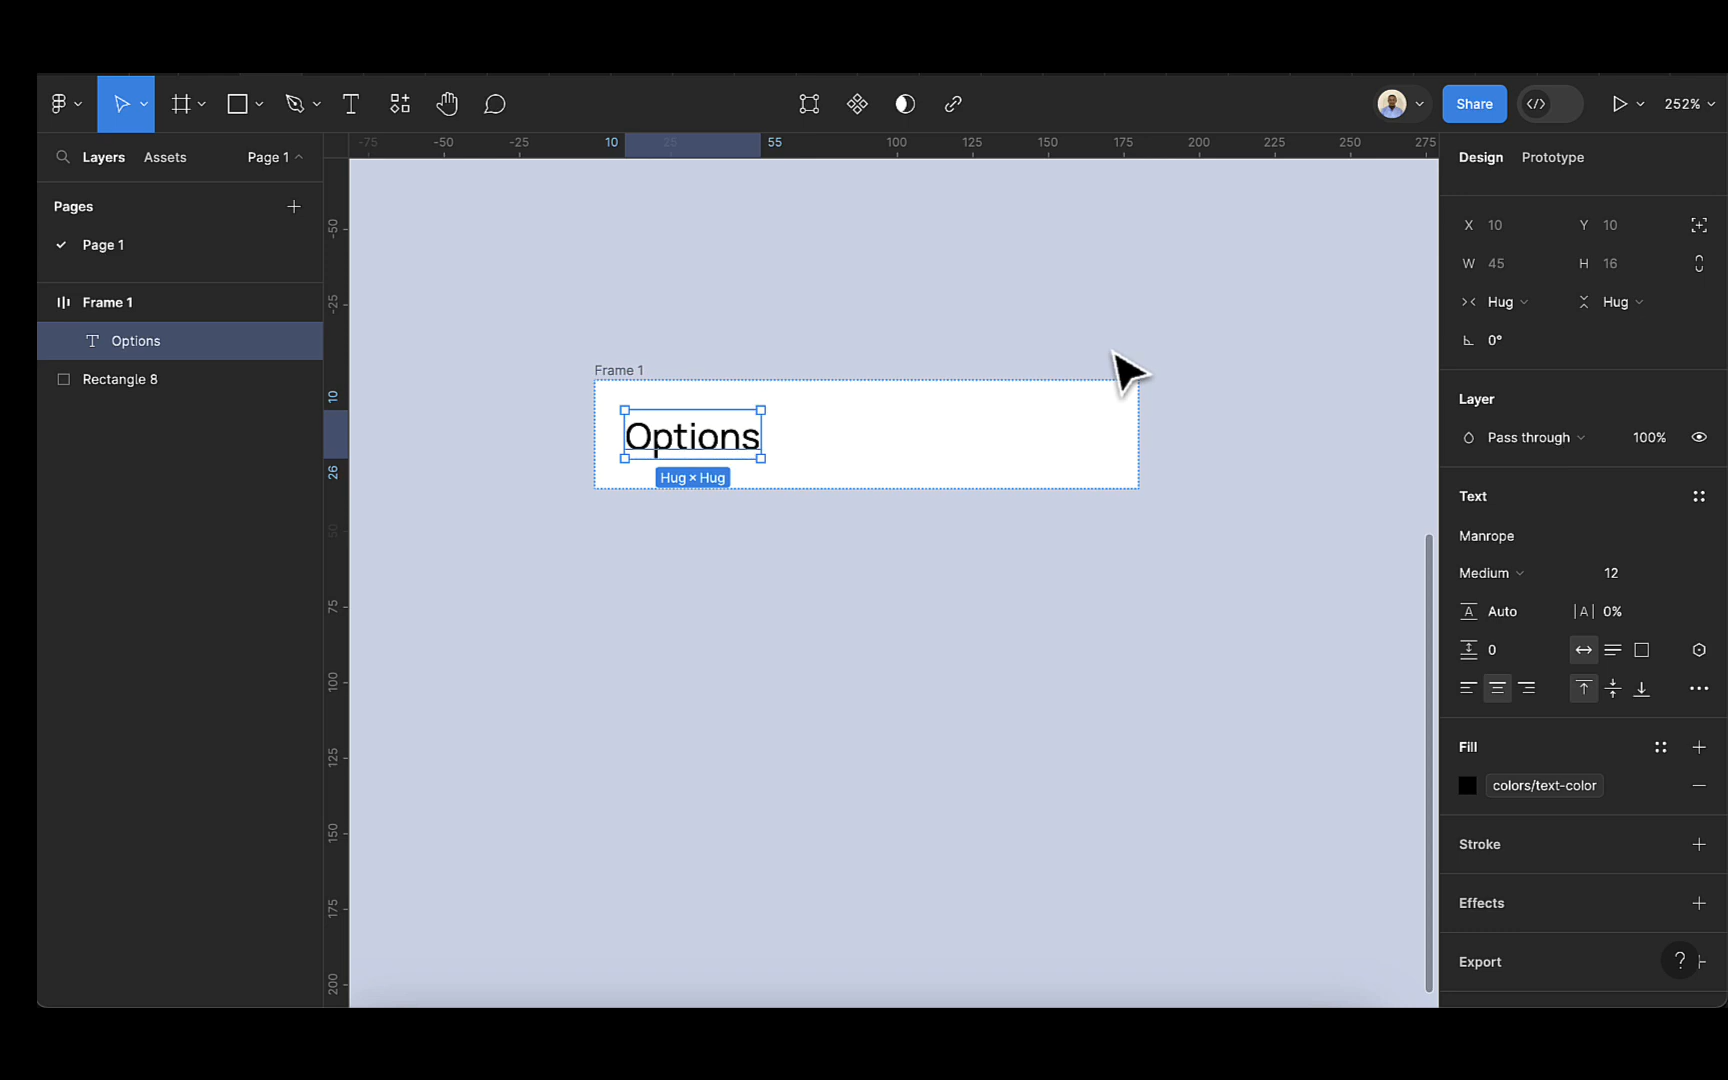 Share
252%
Layers
Assets
Page 1
-75
-50
-25
10
25
55
100
125
150
175
200
225
250
275
Design
Prototype
Pages
Page 1
X 10
Y 10
W 45
H 16
Frame 1
Hug
Hug
Options
0°
Rectangle 8
-50
-25
10
26
50
75
100
125
150
175
200
Frame 1
Options
Hug × Hug
Layer
Pass through
100%
Text
Manrope
Medium
12
A Auto
|A| 0%
0
Fill
colors/text-color
Stroke
Effects
Export
?